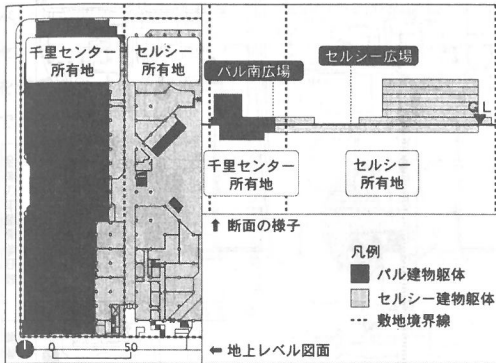 千里センター
所有地
セルシー
所有地
パル南広場
セルシー広場
G.L
千里センター
所有地
セルシー
所有地
↑ 断面の様子
凡例
パル建物躯体
セルシー建物躯体
敷地境界線
← 地上レベル図面
0 50